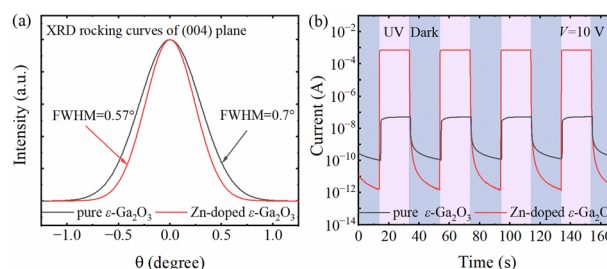 (a)
XRD rocking curves of (004) plane
FWHM=0.57°
FWHM=0.7°
Intensity (a.u.)
pure ε-Ga₂O₃
Zn-doped ε-Ga₂O₃
-1.0 -0.5 0.0 0.5 1.0
θ (degree)
(b)
UV Dark
V=10 V
Current (A)
10⁻²
10⁻⁴
10⁻⁶
10⁻⁸
10⁻¹⁰
10⁻¹²
10⁻¹⁴
pure ε-Ga₂O₃
Zn-doped ε-Ga₂O₃
0 20 40 60 80 100 120 140 160
Time (s)